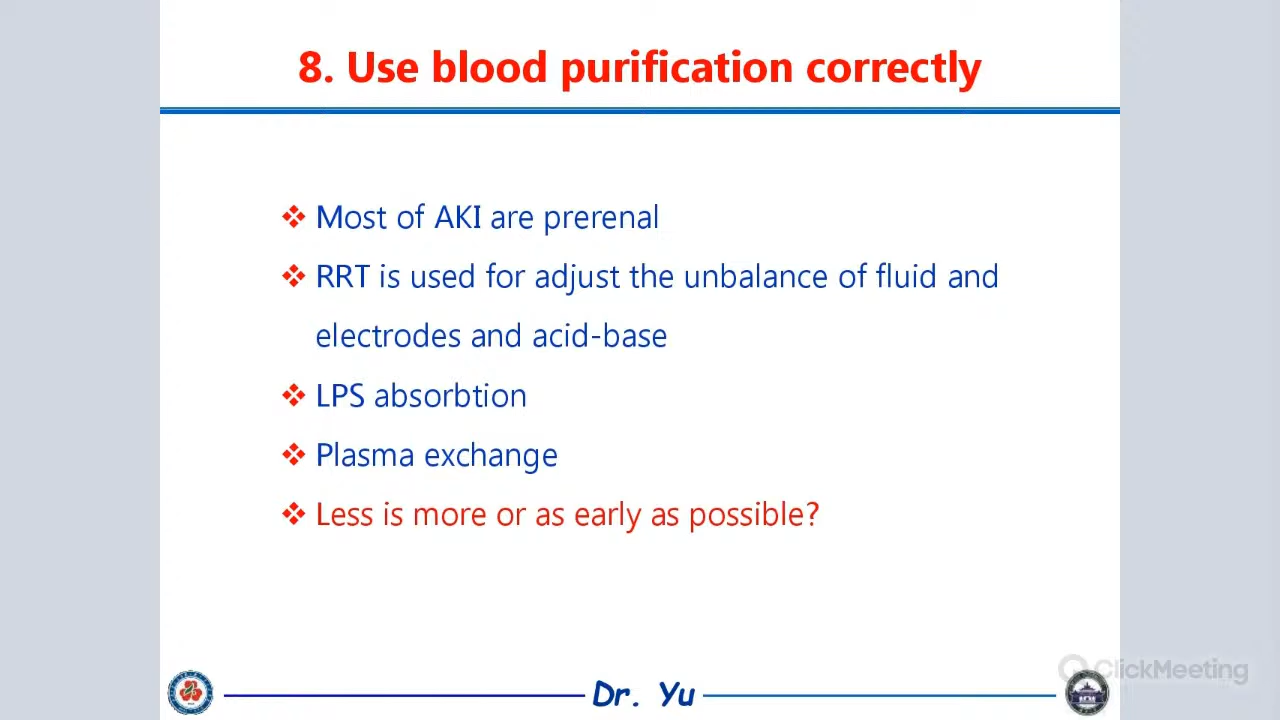 8. Use blood purification correctly
Most of AKI are prerenal
RRT is used for adjust the unbalance of fluid and
electrodes and acid-base
LPS absorbtion
Plasma exchange
Less is more or as early as possible?
ClickMeeting
Dr. Yu